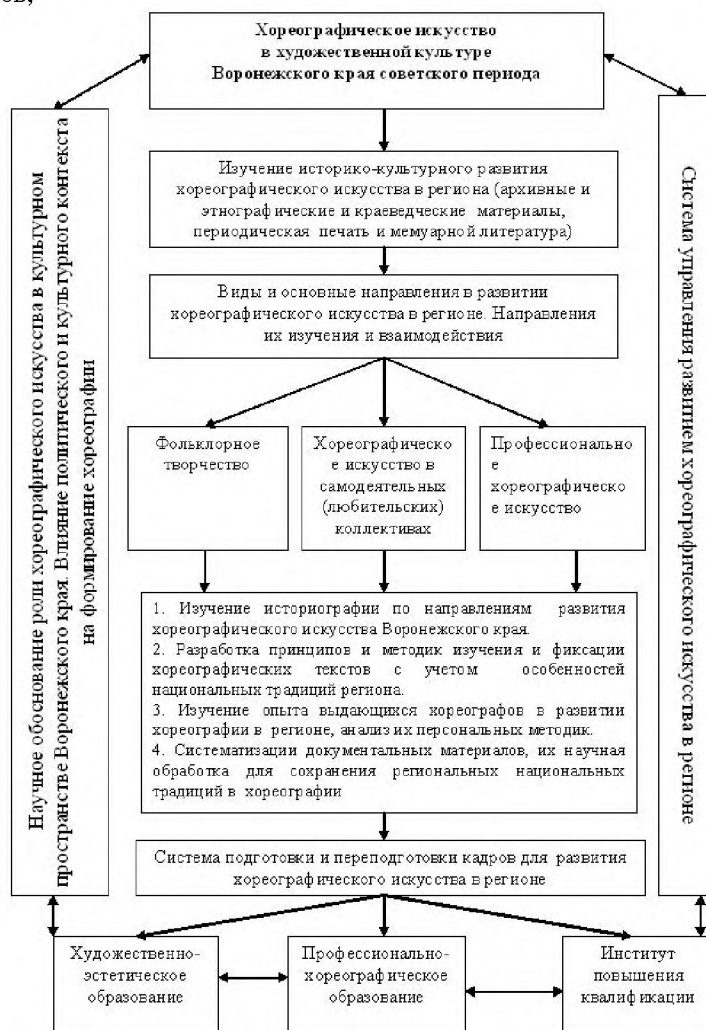 ов,
Хореографическое искусство
в художественной культуре
Воронежского края советского периода
Научное обоснование роли хореографического искусства в культурном
пространстве Воронежского края. Влияние политического и культурного контекста
на формирование хореографии
Система управления развитием хореографического искусства в регионе
Изучение историко-культурного развития
хореографического искусства в региона (архивные и
этнографические и краеведческие материалы,
периодическая печать и мемуарной литература)
Виды и основные направления в развитии
хореографического искусства в регионе. Направления
их изучения и взаимодействия
Фольклорное
творчество
Хореографическо
е искусство в
самодеятельных
(любительских)
коллективах
Профессионально
е
хореографическо
е искусство
1. Изучение историографии по направлениям развития
хореографического искусства Воронежского края.
2. Разработка принципов и методик изучения и фиксации
хореографических текстов с учетом особенностей
национальных традиций региона.
3. Изучение опыта выдающихся хореографов в развитии
хореографии в регионе, анализ их персональных методик.
4. Систематизации документальных материалов, их научная
обработка для сохранения региональных национальных
традиций в хореографии
Система подготовки и переподготовки кадров для развития
хореографического искусства в регионе
Художественно-
эстетическое
образование
Профессионально-
хореографическое
образование
Институт
повышения
квалификации